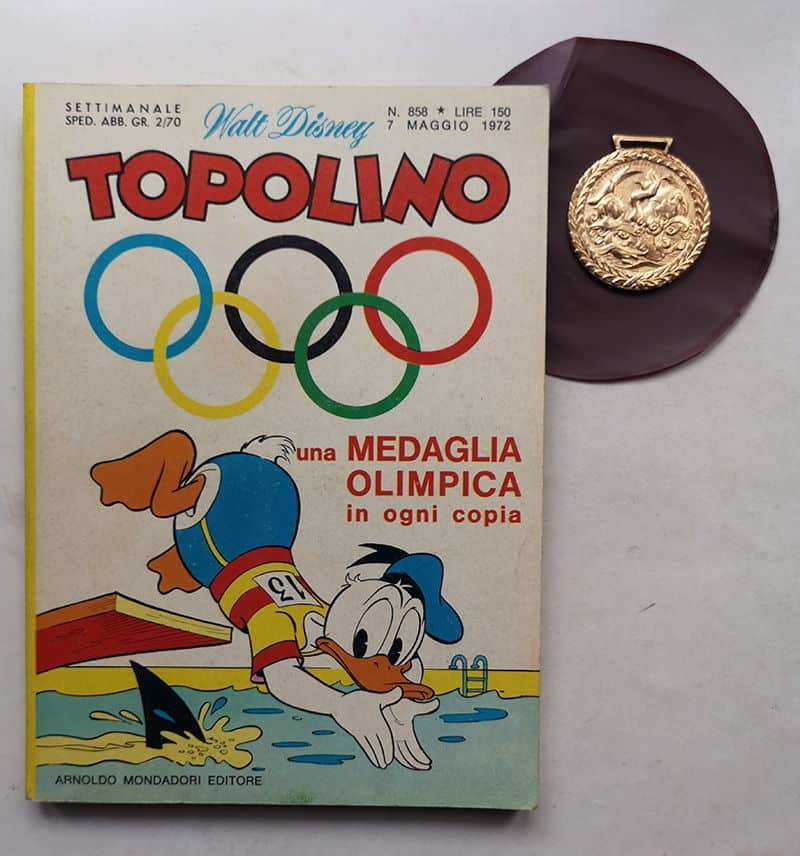 SETTIMANALE
SPED. ABB. GR. 2/70
Walt Disney
N. 858 ★ LIRE 150
7 MAGGIO 1972
TOPOLINO
una MEDAGLIA
OLIMPICA
in ogni copia
13
ARNOLDO MONDADORI EDITORE